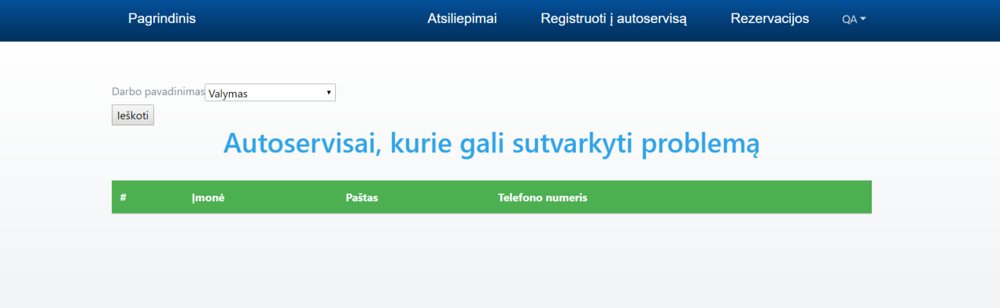 Pagrindinis Atsiliepimai Registruoti į autoservisą Rezervacijos QA
Darbo pavadinimas Valymas
Ieškoti
Autoservisai, kurie gali sutvarkyti problemą
# Įmonė Paštas Telefono numeris